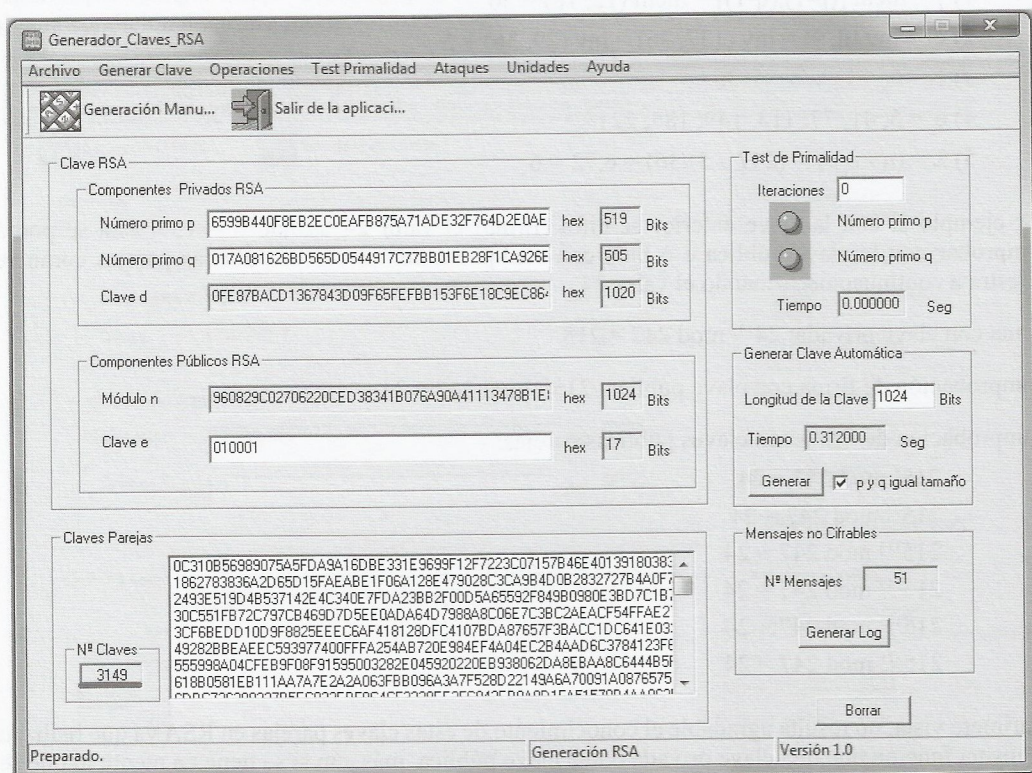 Generador_Claves_RSA
Archivo Generar Clave Operaciones Test Primalidad Ataques Unidades Ayuda
Generación Manu... Salir de la aplicaci...
Clave RSA
Componentes Privados RSA
Número primo p 6599B440F8EB2EC0EAFB875A71ADE32F764D2E0AE hex 519 Bits
Número primo q 017A081626BD565D0544917C77BB01EB28F1CA926E hex 505 Bits
Clave d 0FE87BACD1367843D09F65FEFBB153F6E18C9EC864 hex 1020 Bits
Componentes Públicos RSA
Módulo n 960829C02706220CED38341B076A90A41113478B1E hex 1024 Bits
Clave e 010001 hex 17 Bits
Test de Primalidad
Iteraciones 0
Número primo p
Número primo q
Tiempo 0.000000 Seg
Generar Clave Automática
Longitud de la Clave 1024 Bits
Tiempo 0.312000 Seg
Generar p y q igual tamaño
Claves Parejas
Nº Claves
3149
0C310B56989075A5FDA9A16DBE331E9699F12F7223C07157B46E40139180383
1862783836A2D65D15FAEABE1F06A128E479028C3CA9B4D0B2832727B4A0F7
2493E519D4B537142E4C340E7FDA23BB2F00D5A65592F849B0980E3BD7C1B7
30C551FB72C797CB469D7D5EE0ADA64D7988A8C06E7C3BC2AEACF54FFAE2
3CF6BEDD10D9F8825EEEC6AF418128DFC4107BDA87657F3BACC1DC641E03
49282BBEAEEC593977400FFFA254AB720E984EF4A04EC2B4AAD6C3784123F6
555998A04CFEB9F08F91595003282E045920220EB938062DA8EBAA8C6444B5F
618B0581EB111AA7A7E2A2A063FBB096A3A7F528D22149A6A70091A0876575
Mensajes no Cifrables
Nº Mensajes 51
Generar Log
Borrar
Preparado. Generación RSA Versión 1.0